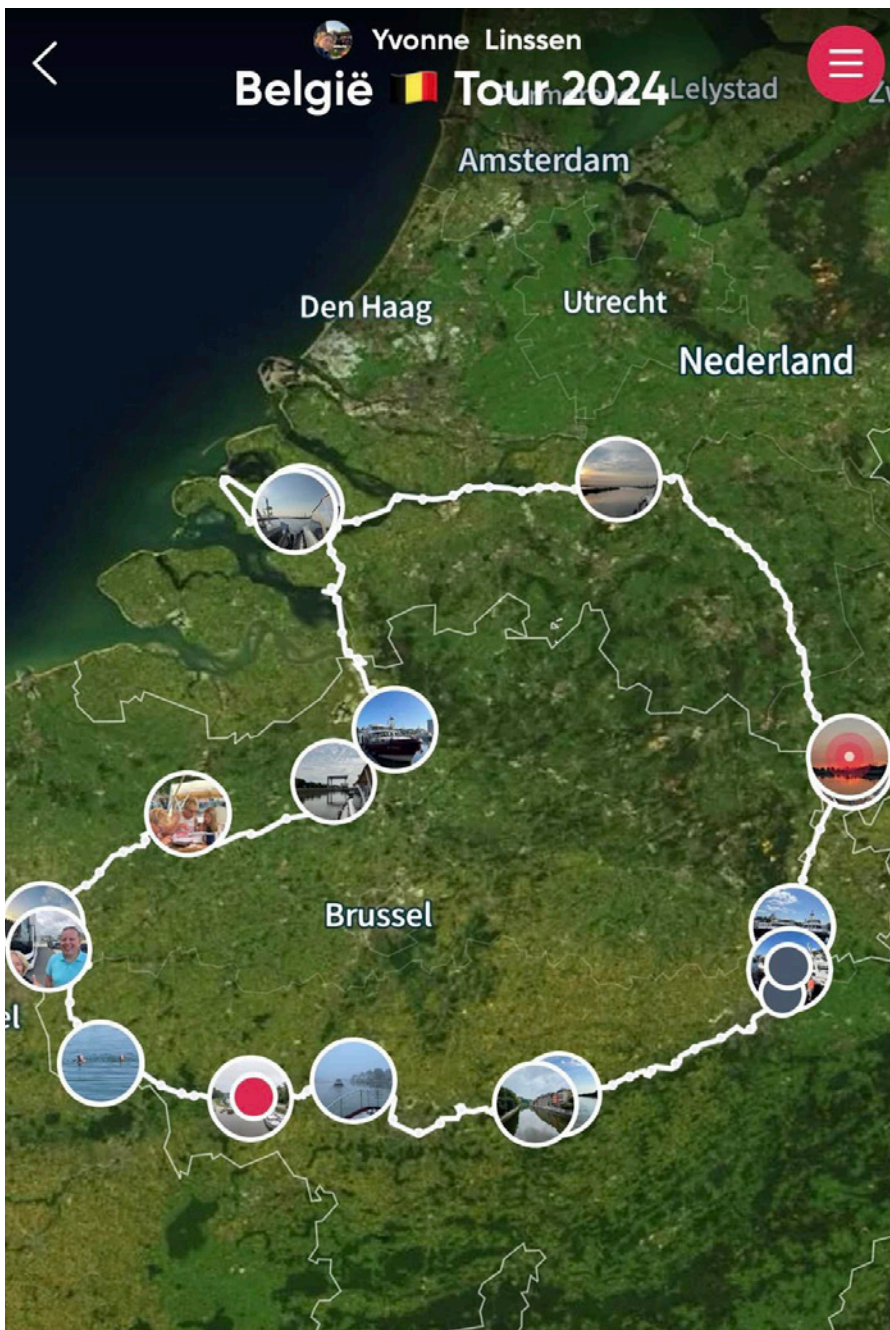 Yvonne Linssen
België 🇧🇪 Tour 2024
Lelystad
Amsterdam
Den Haag
Utrecht
Nederland
Brussel